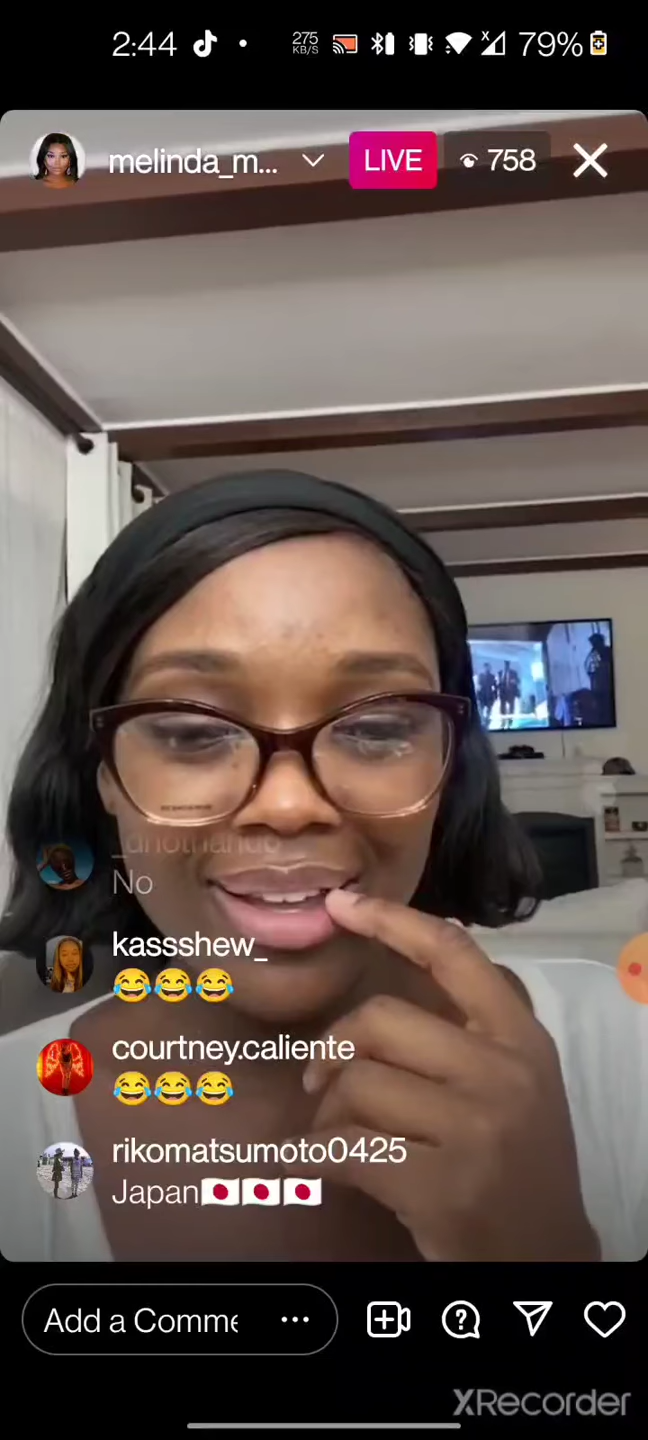 2:44
275
KB/S
X
79%
melinda_m...
LIVE
758
No
kassshew_
😂😂😂
courtney.caliente
😂😂😂
rikomatsumoto0425
Japan🇯🇵🇯🇵🇯🇵
Add a Comme
XRecorder